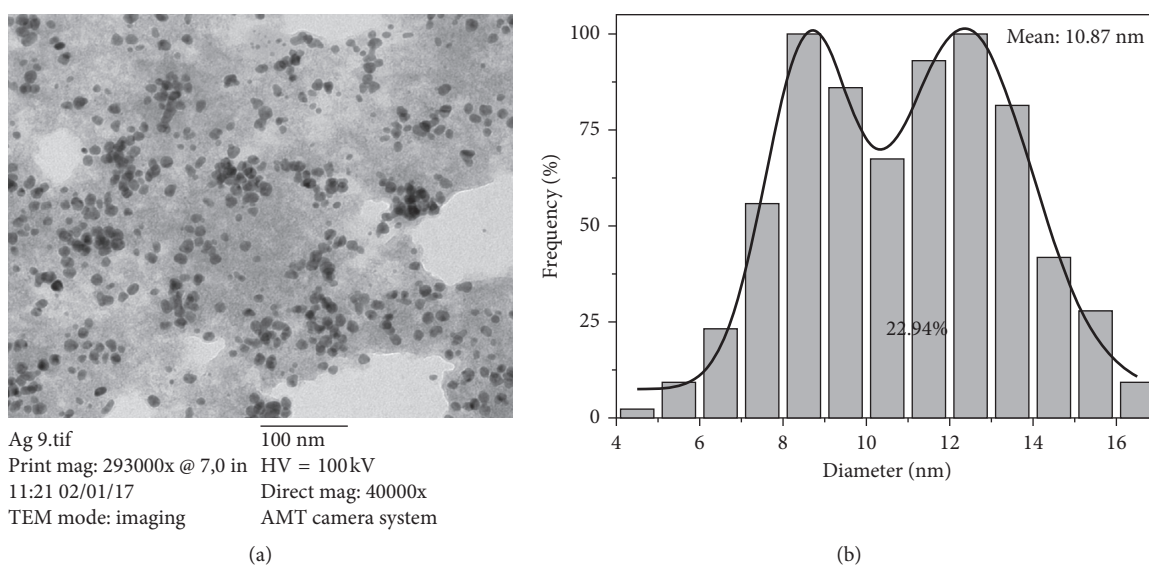 Ag 9.tif
Print mag: 293000x @ 7,0 in
11:21 02/01/17
TEM mode: imaging
100 nm
HV = 100 kV
Direct mag: 40000x
AMT camera system
(a)
Mean: 10.87 nm
100
75
50
25
0
Frequency (%)
22.94%
4 6 8 10 12 14 16
Diameter (nm)
(b)